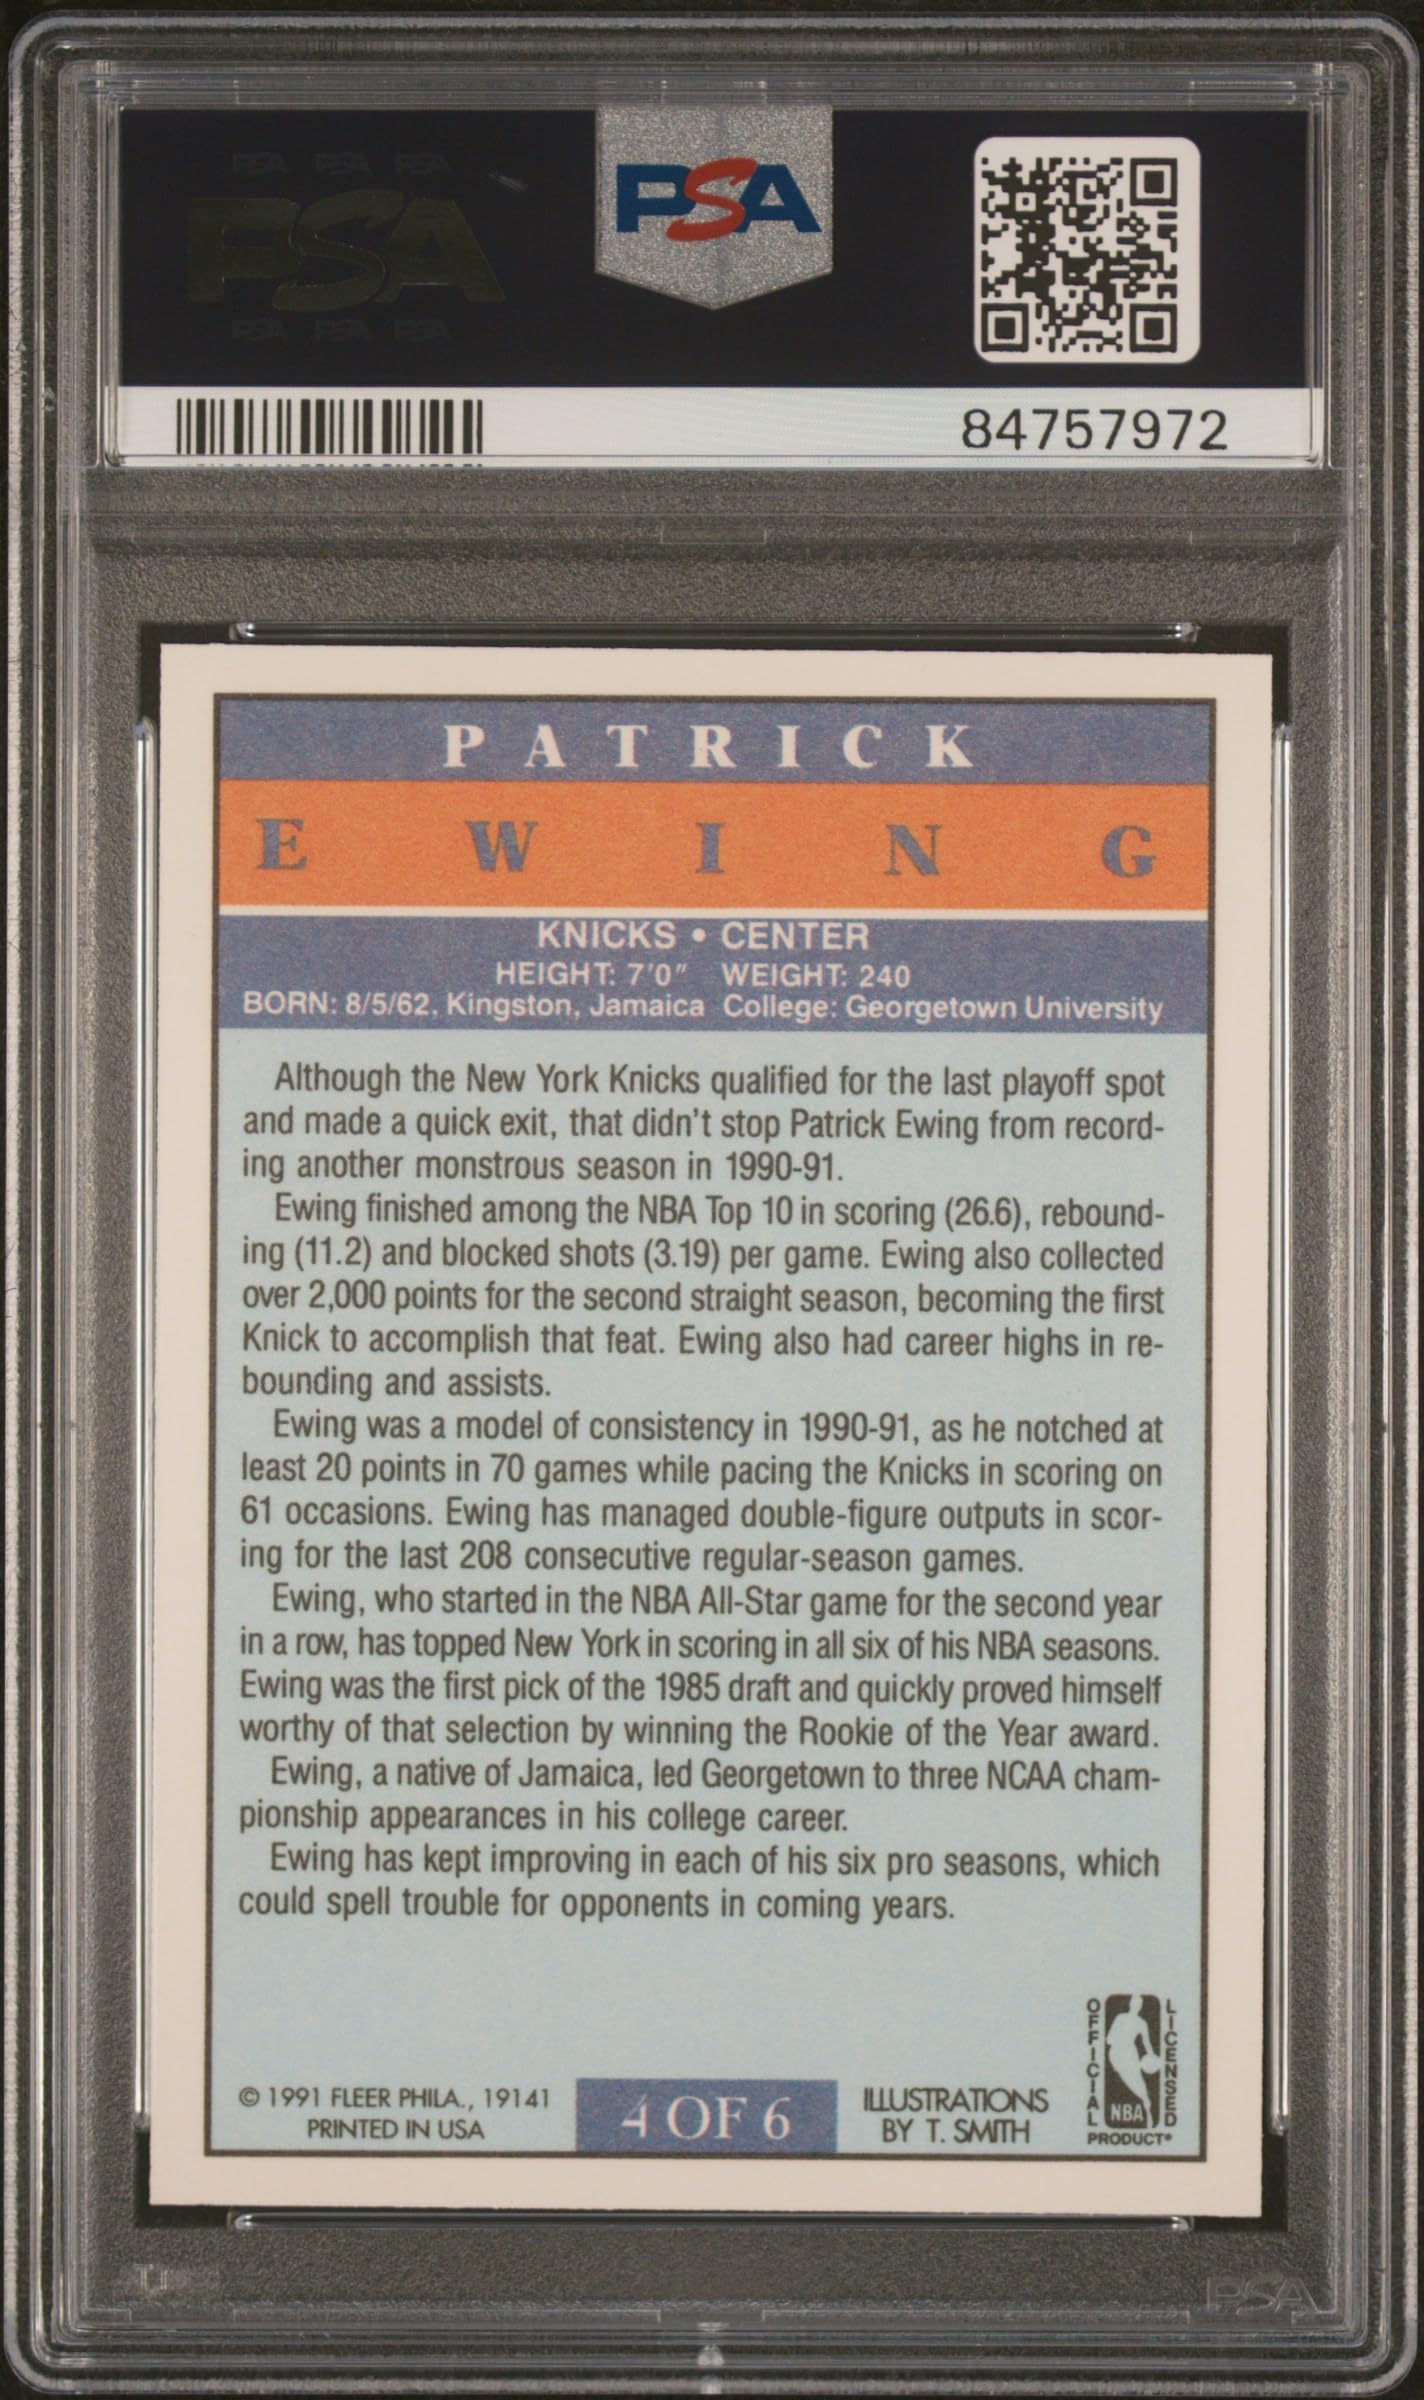 PSA PSA PSA
PSA
PSA PSA PSA
PSA
84757972
PATRICK
EWING
KNICKS • CENTER
HEIGHT: 7'0" WEIGHT: 240
BORN: 8/5/62, Kingston, Jamaica College: Georgetown University
Although the New York Knicks qualified for the last playoff spot
and made a quick exit, that didn't stop Patrick Ewing from record-
ing another monstrous season in 1990-91.
Ewing finished among the NBA Top 10 in scoring (26.6), rebound-
ing (11.2) and blocked shots (3.19) per game. Ewing also collected
over 2,000 points for the second straight season, becoming the first
Knick to accomplish that feat. Ewing also had career highs in re-
bounding and assists.
Ewing was a model of consistency in 1990-91, as he notched at
least 20 points in 70 games while pacing the Knicks in scoring on
61 occasions. Ewing has managed double-figure outputs in scor-
ing for the last 208 consecutive regular-season games.
Ewing, who started in the NBA All-Star game for the second year
in a row, has topped New York in scoring in all six of his NBA seasons.
Ewing was the first pick of the 1985 draft and quickly proved himself
worthy of that selection by winning the Rookie of the Year award.
Ewing, a native of Jamaica, led Georgetown to three NCAA cham-
pionship appearances in his college career.
Ewing has kept improving in each of his six pro seasons, which
could spell trouble for opponents in coming years.
© 1991 FLEER PHILA., 19141
PRINTED IN USA
4 OF 6
ILLUSTRATIONS
BY T. SMITH
OFFICIAL
LICENSED
NBA
PRODUCT®
PSA